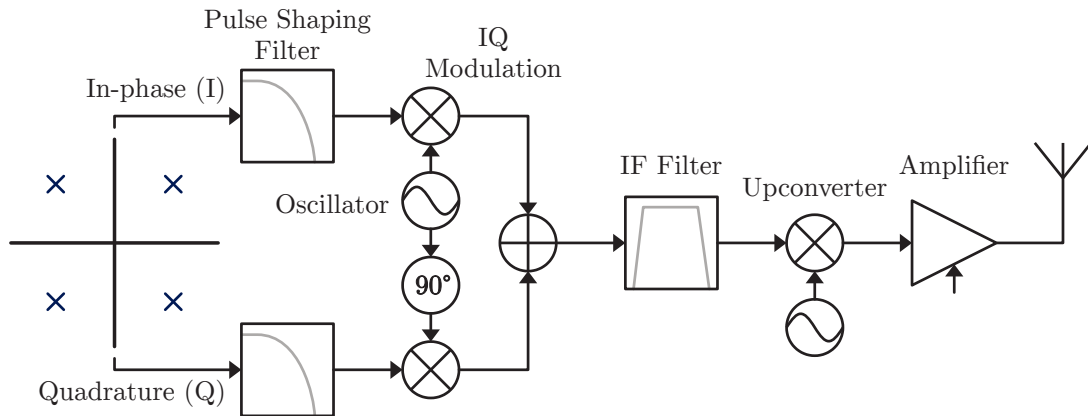 Pulse Shaping
Filter
IQ
Modulation
In-phase (I)
Oscillator
90°
IF Filter
Upconverter
Amplifier
Quadrature (Q)